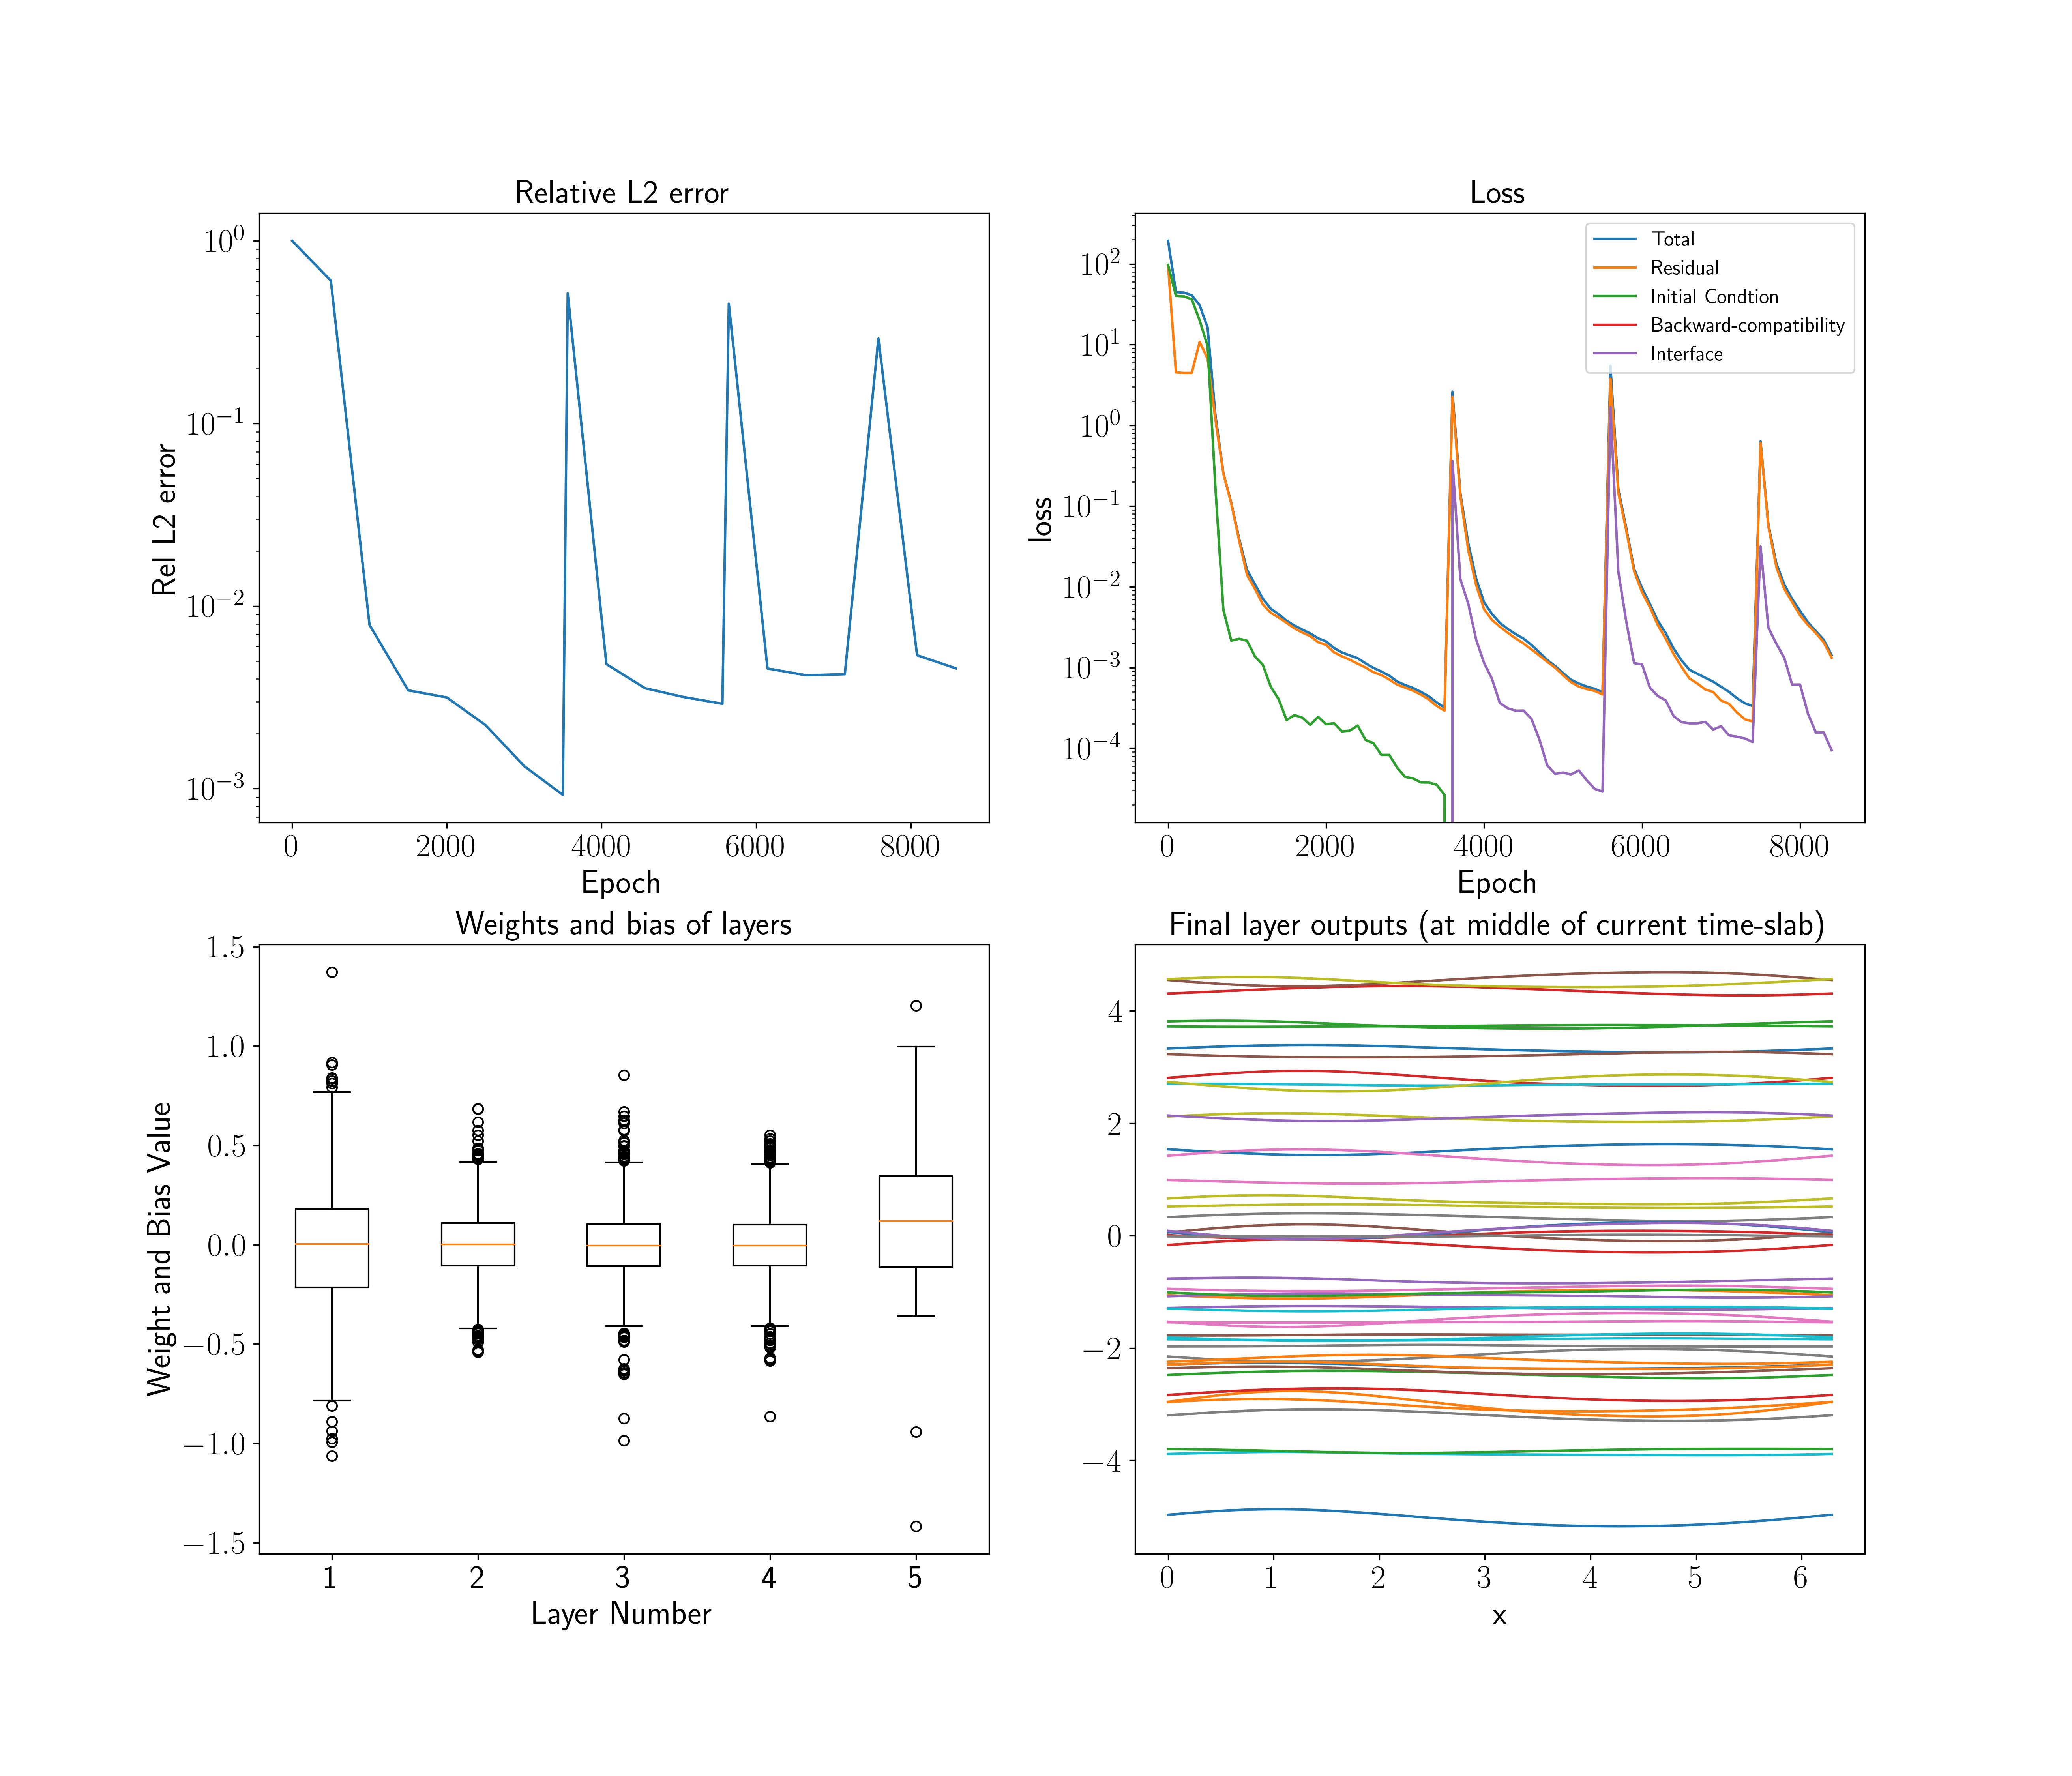 Relative L2 error
10^0
10^-1
10^-2
10^-3
Rel L2 error
0 2000 4000 6000 8000
Epoch
Loss
Total
Residual
Initial Condtion
Backward-compatibility
Interface
10^2
10^1
10^0
10^-1
10^-2
10^-3
10^-4
loss
0 2000 4000 6000 8000
Epoch
Weights and bias of layers
1.5
1.0
0.5
0.0
−0.5
−1.0
−1.5
Weight and Bias Value
1 2 3 4 5
Layer Number
Final layer outputs (at middle of current time-slab)
4
2
0
−2
−4
0 1 2 3 4 5 6
x